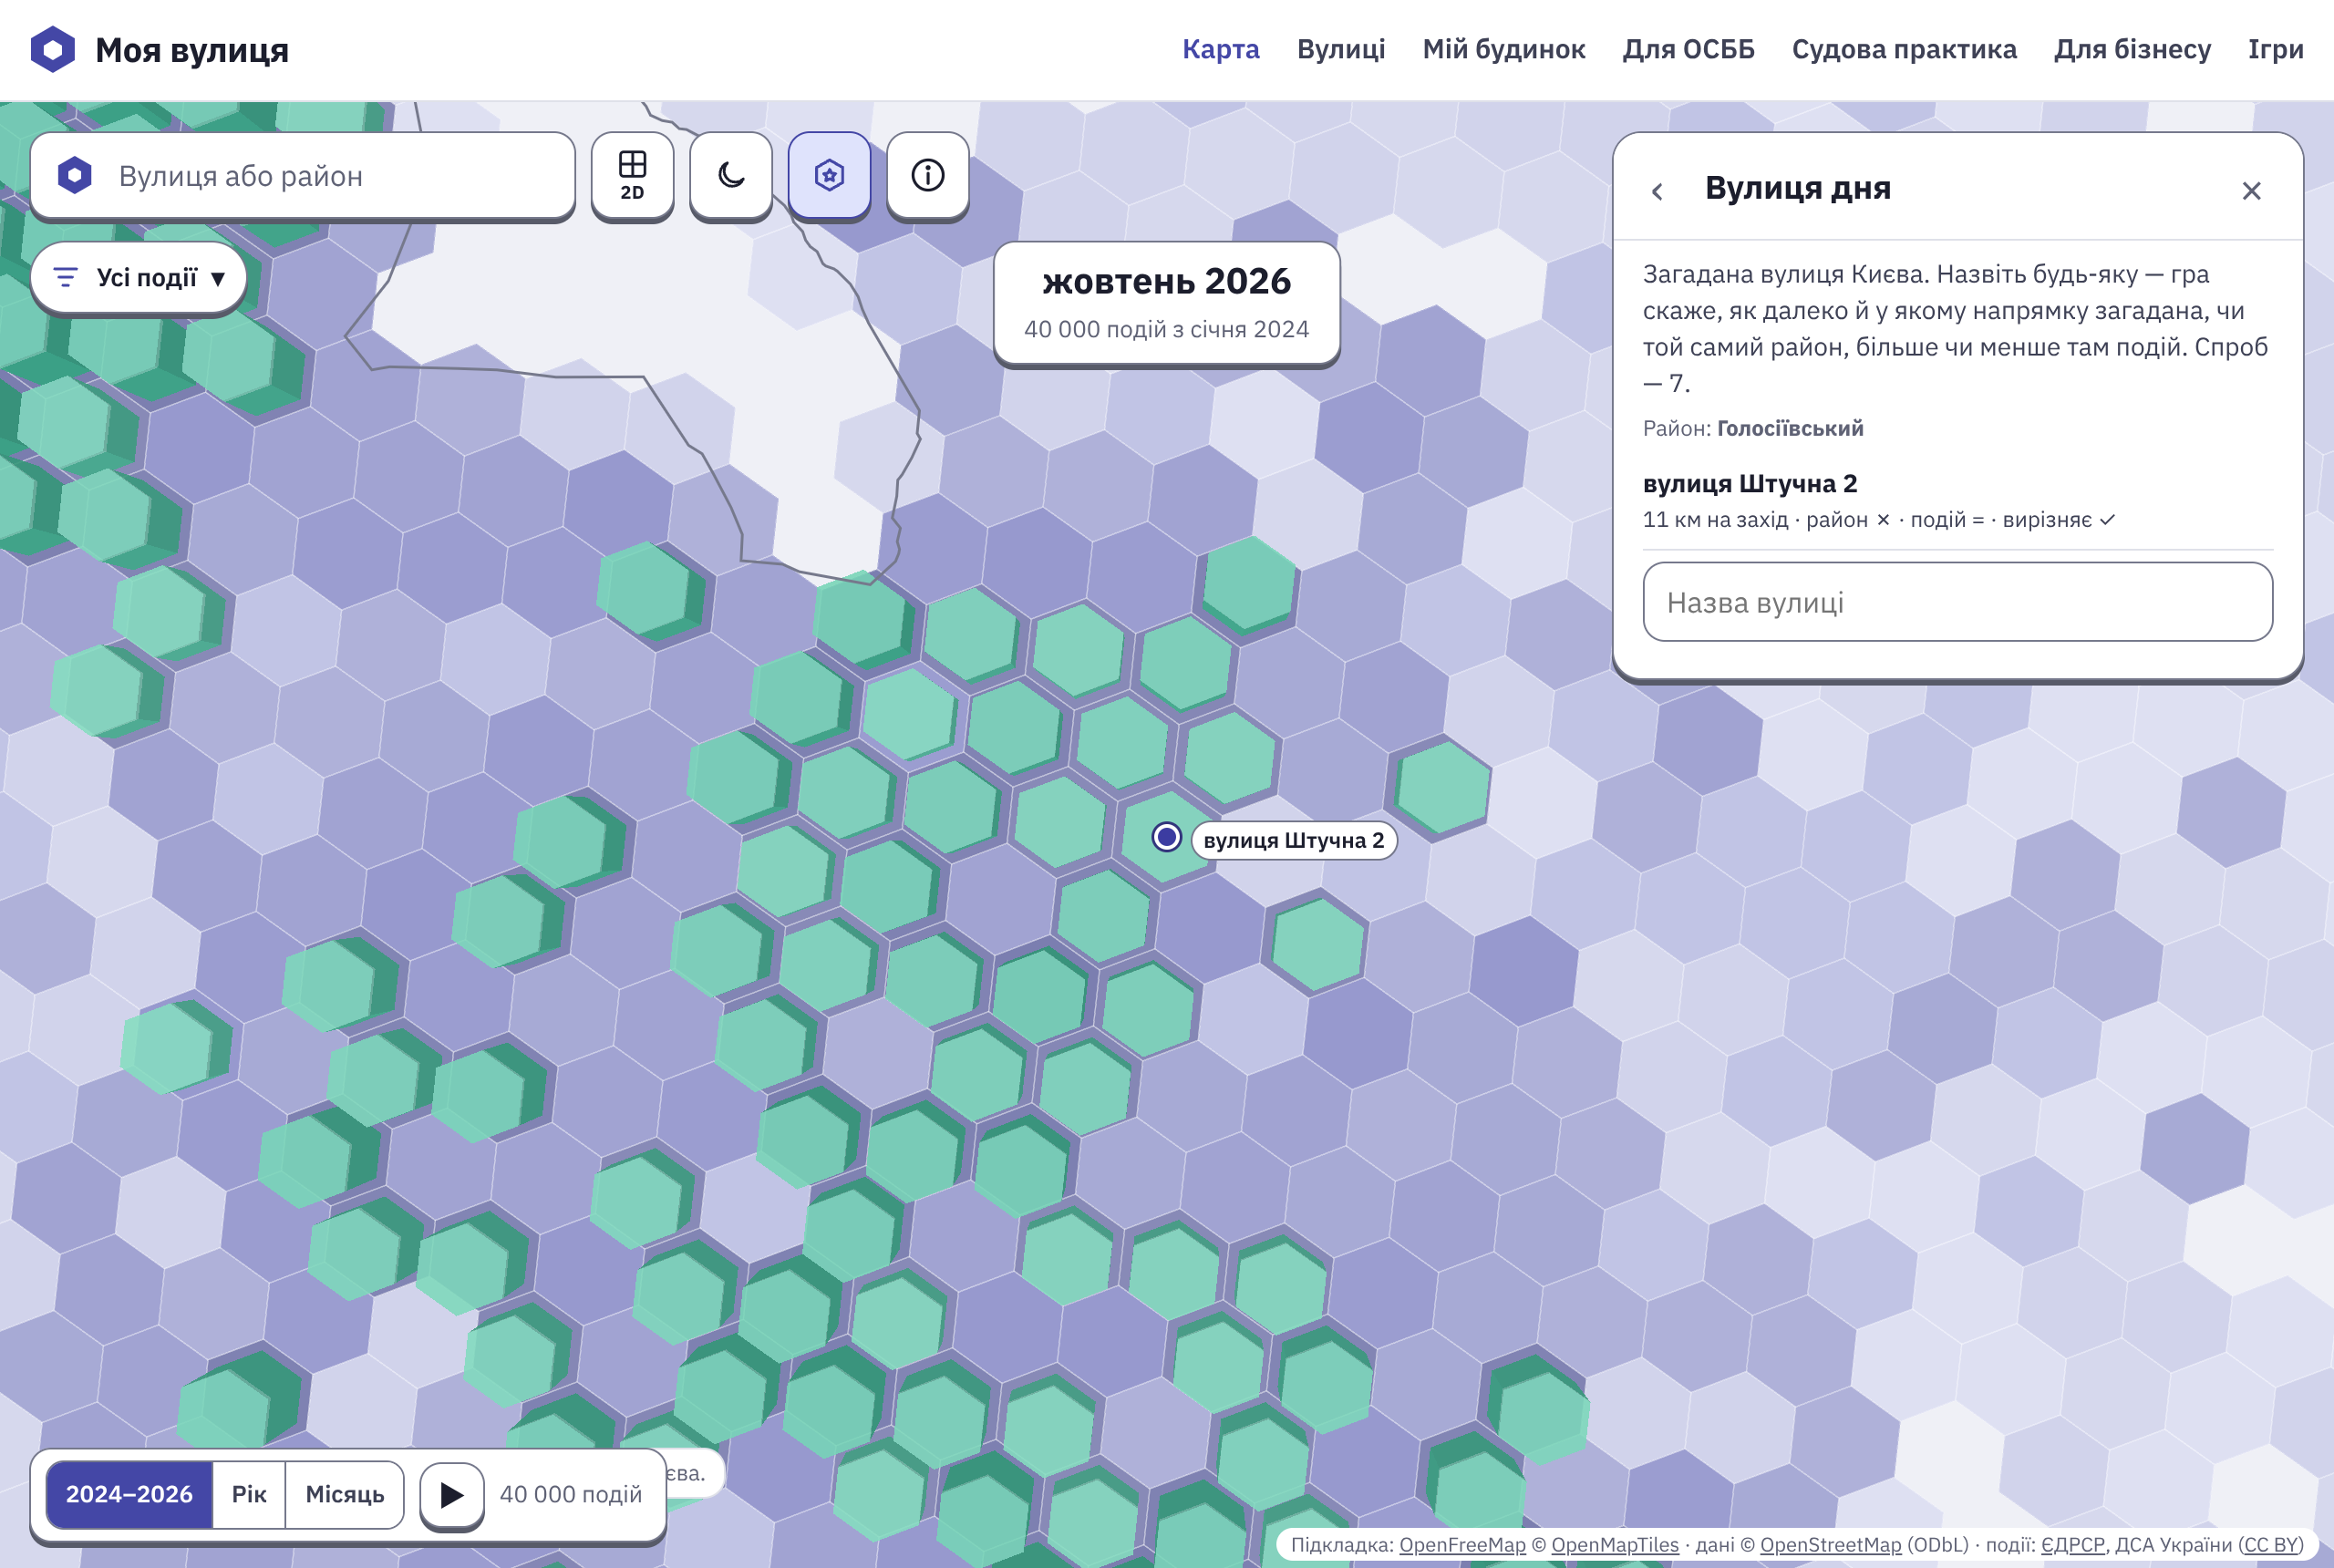 Моя вулиця
Карта Вулиці Мій будинок Для ОСББ Судова практика Для бізнесу Ігри
Вулиця або район
2D
Усі події ▼
жовтень 2026
40 000 подій з січня 2024
Вулиця дня
Загадана вулиця Києва. Назвіть будь-яку — гра
скаже, як далеко й у якому напрямку загадана, чи
той самий район, більше чи менше там подій. Спроб
— 7.
Район: Голосіївський
вулиця Штучна 2
11 км на захід · район × · подій = · вирізняє ✓
Назва вулиці
вулиця Штучна 2
єва.
2024–2026 Рік Місяць 40 000 подій
Підкладка: OpenFreeMap © OpenMapTiles · дані © OpenStreetMap (ODbL) · події: ЄДРСР, ДСА України (CC BY)